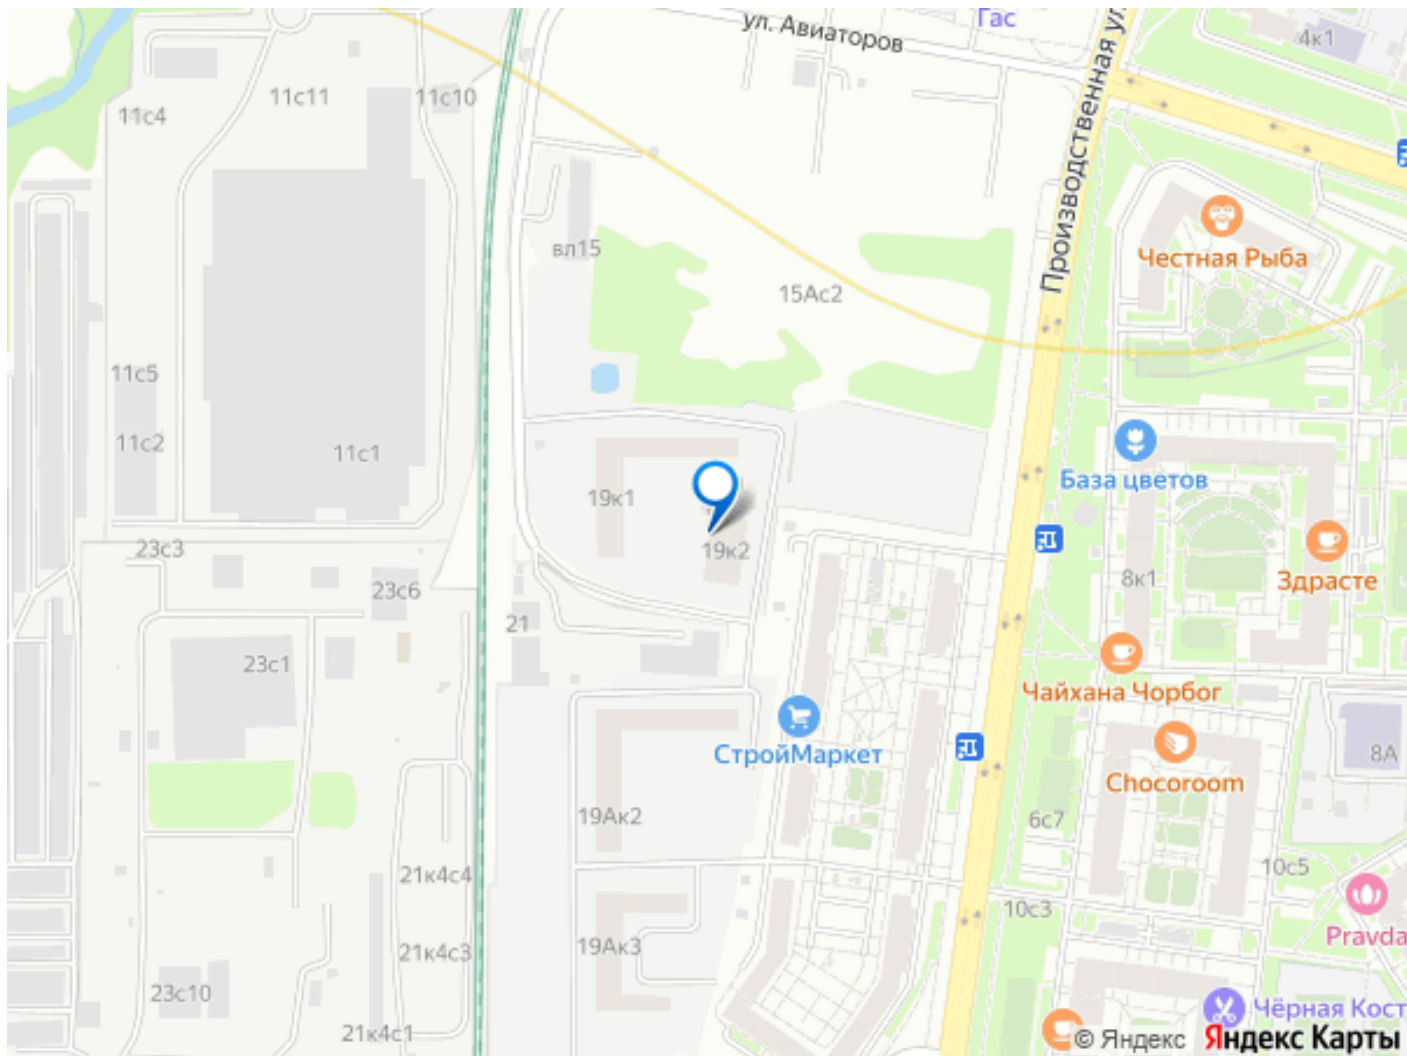 Гас
ул. Авиаторов
4к1
Производственная ул.
11с4
11с11
11с10
Честная Рыба
вл15
15Ас2
11с5
11с2
11с1
База цветов
19к1
19к2
23с3
23с6
8к1
Здрасте
21
23с1
Чайхана Чорбог
СтройМаркет
8А
Chocoroom
19Ак2
6с7
21к4с4
10с5
10с3
19Ак3
21к4с3
Pravda
23с10
21к4с1
Чёрная Кост
© Яндекс Яндекс Карты